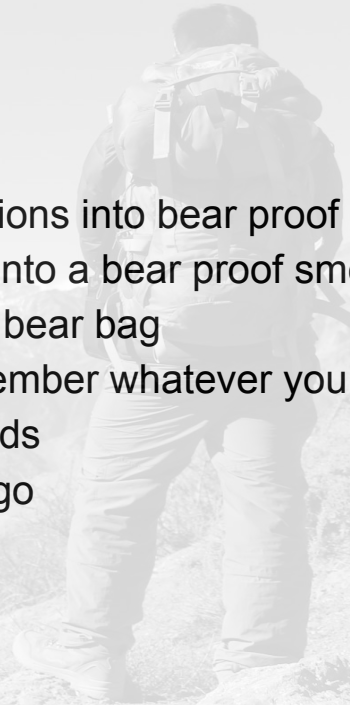 ions into bear proof
nto a bear proof sm
bear bag
ember whatever you
ds
go